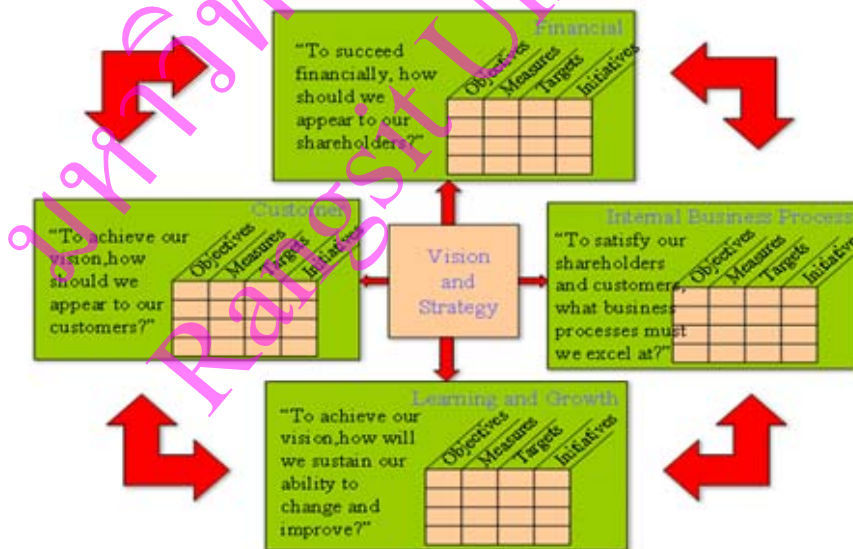 Financial
“To succeed
financially, how
should we
appear to our
shareholders?”
Objectives
Measures
Targets
Initiatives
Customer
“To achieve our
vision,how
should we
appear to our
customers?”
Objectives
Measures
Targets
Initiatives
Vision
and
Strategy
Internal Business Process
“To satisfy our
shareholders
and customers,
what business
processes must
we excel at?”
Objectives
Measures
Targets
Initiatives
Learning and Growth
“To achieve our
vision,how will
we sustain our
ability to
change and
improve?”
Objectives
Measures
Targets
Initiatives
Rangsit